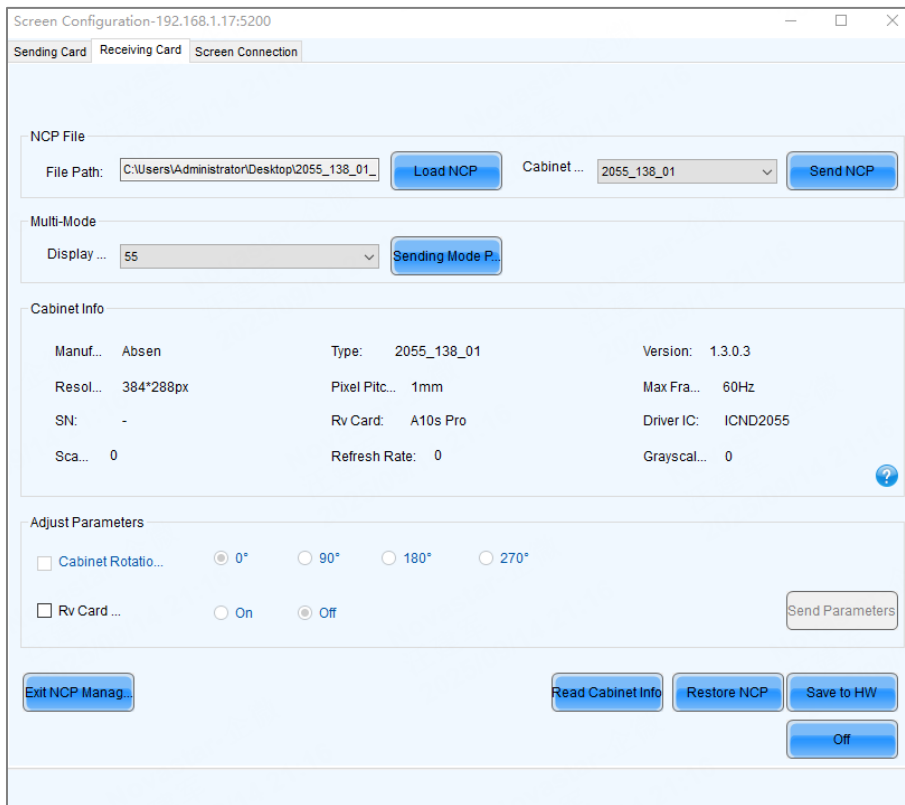 Screen Configuration-192.168.1.17:5200
Sending Card Receiving Card Screen Connection
NCP File
File Path: C:\Users\Administrator\Desktop\2055_138_01_ Load NCP Cabinet ... 2055_138_01 Send NCP
Multi-Mode
Display ... 55 Sending Mode P...
Cabinet Info
Manuf... Absen Type: 2055_138_01 Version: 1.3.0.3
Resol... 384*288px Pixel Pitc... 1mm Max Fra... 60Hz
SN: - Rv Card: A10s Pro Driver IC: ICND2055
Sca... 0 Refresh Rate: 0 Grayscal... 0
?
Adjust Parameters
Cabinet Rotatio... 0° 90° 180° 270°
Rv Card ... On Off Send Parameters
Exit NCP Manag... Read Cabinet Info Restore NCP Save to HW
Off